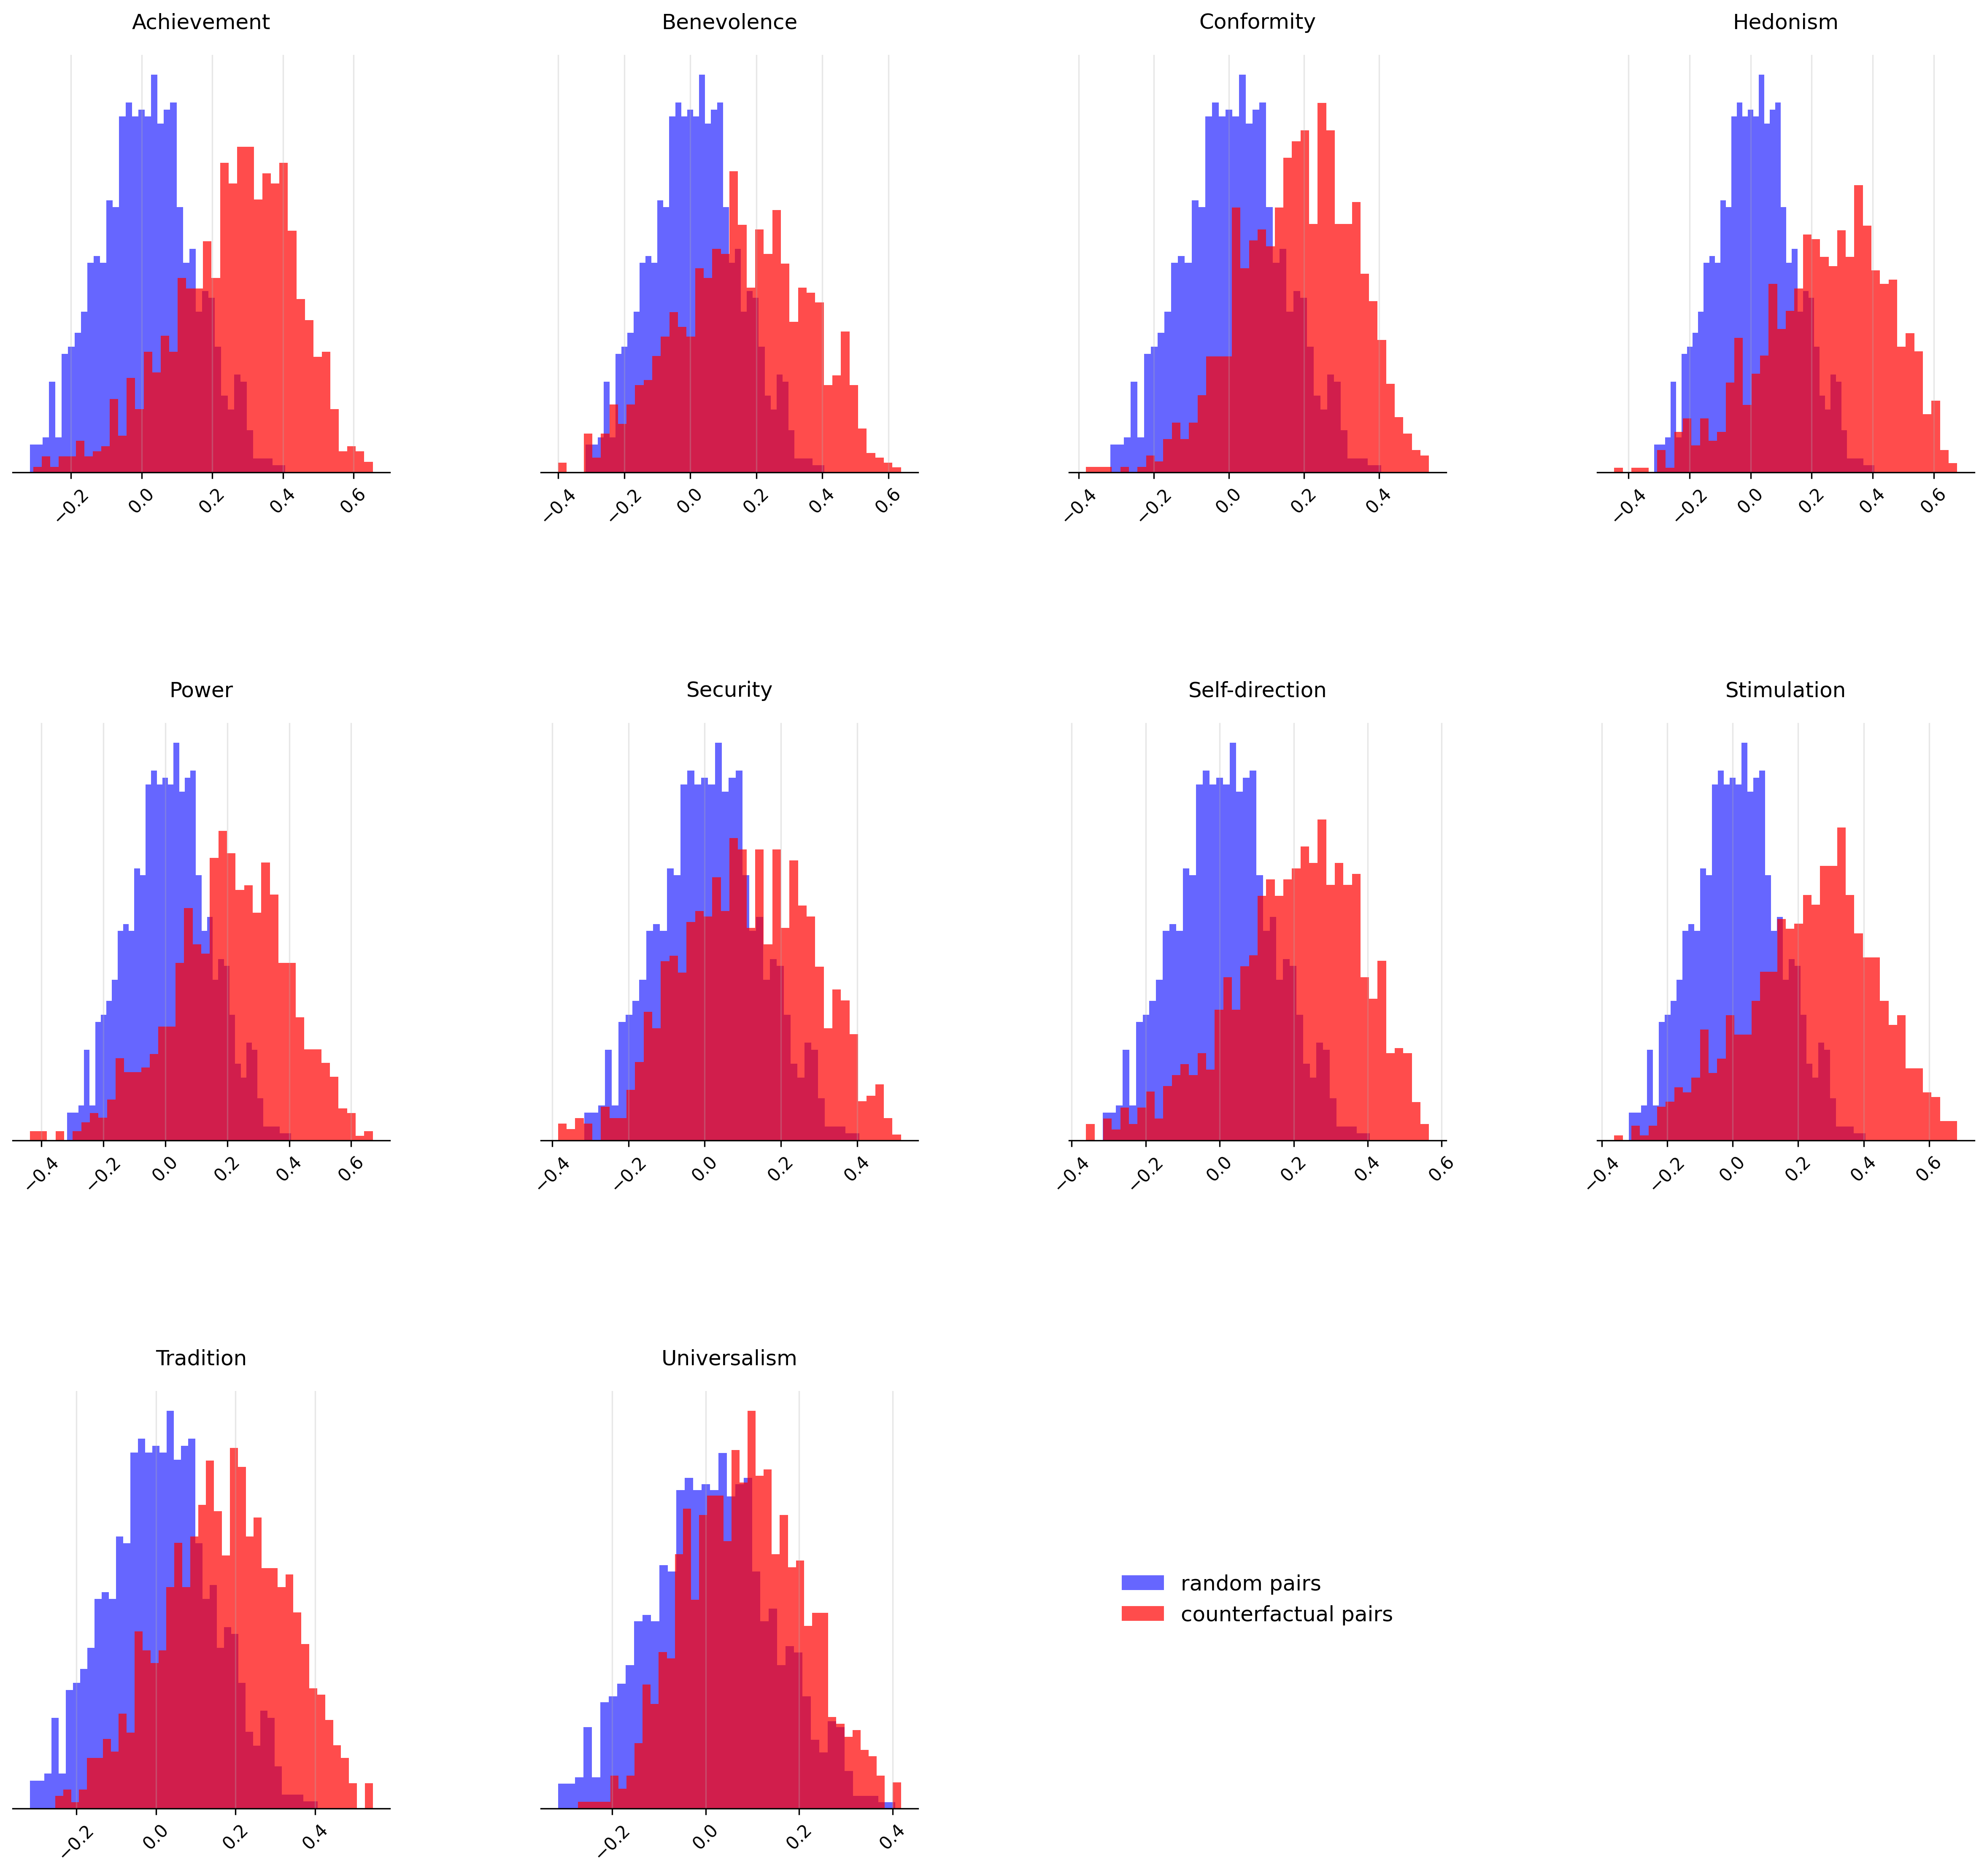 Achievement
Benevolence
Conformity
Hedonism
−0.2 0.0 0.2 0.4 0.6
−0.4 −0.2 0.0 0.2 0.4 0.6
−0.4 −0.2 0.0 0.2 0.4
−0.4 −0.2 0.0 0.2 0.4 0.6
Power
Security
Self-direction
Stimulation
−0.4 −0.2 0.0 0.2 0.4 0.6
−0.4 −0.2 0.0 0.2 0.4
−0.4 −0.2 0.0 0.2 0.4 0.6
−0.4 −0.2 0.0 0.2 0.4 0.6
Tradition
Universalism
random pairs
counterfactual pairs
−0.2 0.0 0.2 0.4
−0.2 0.0 0.2 0.4